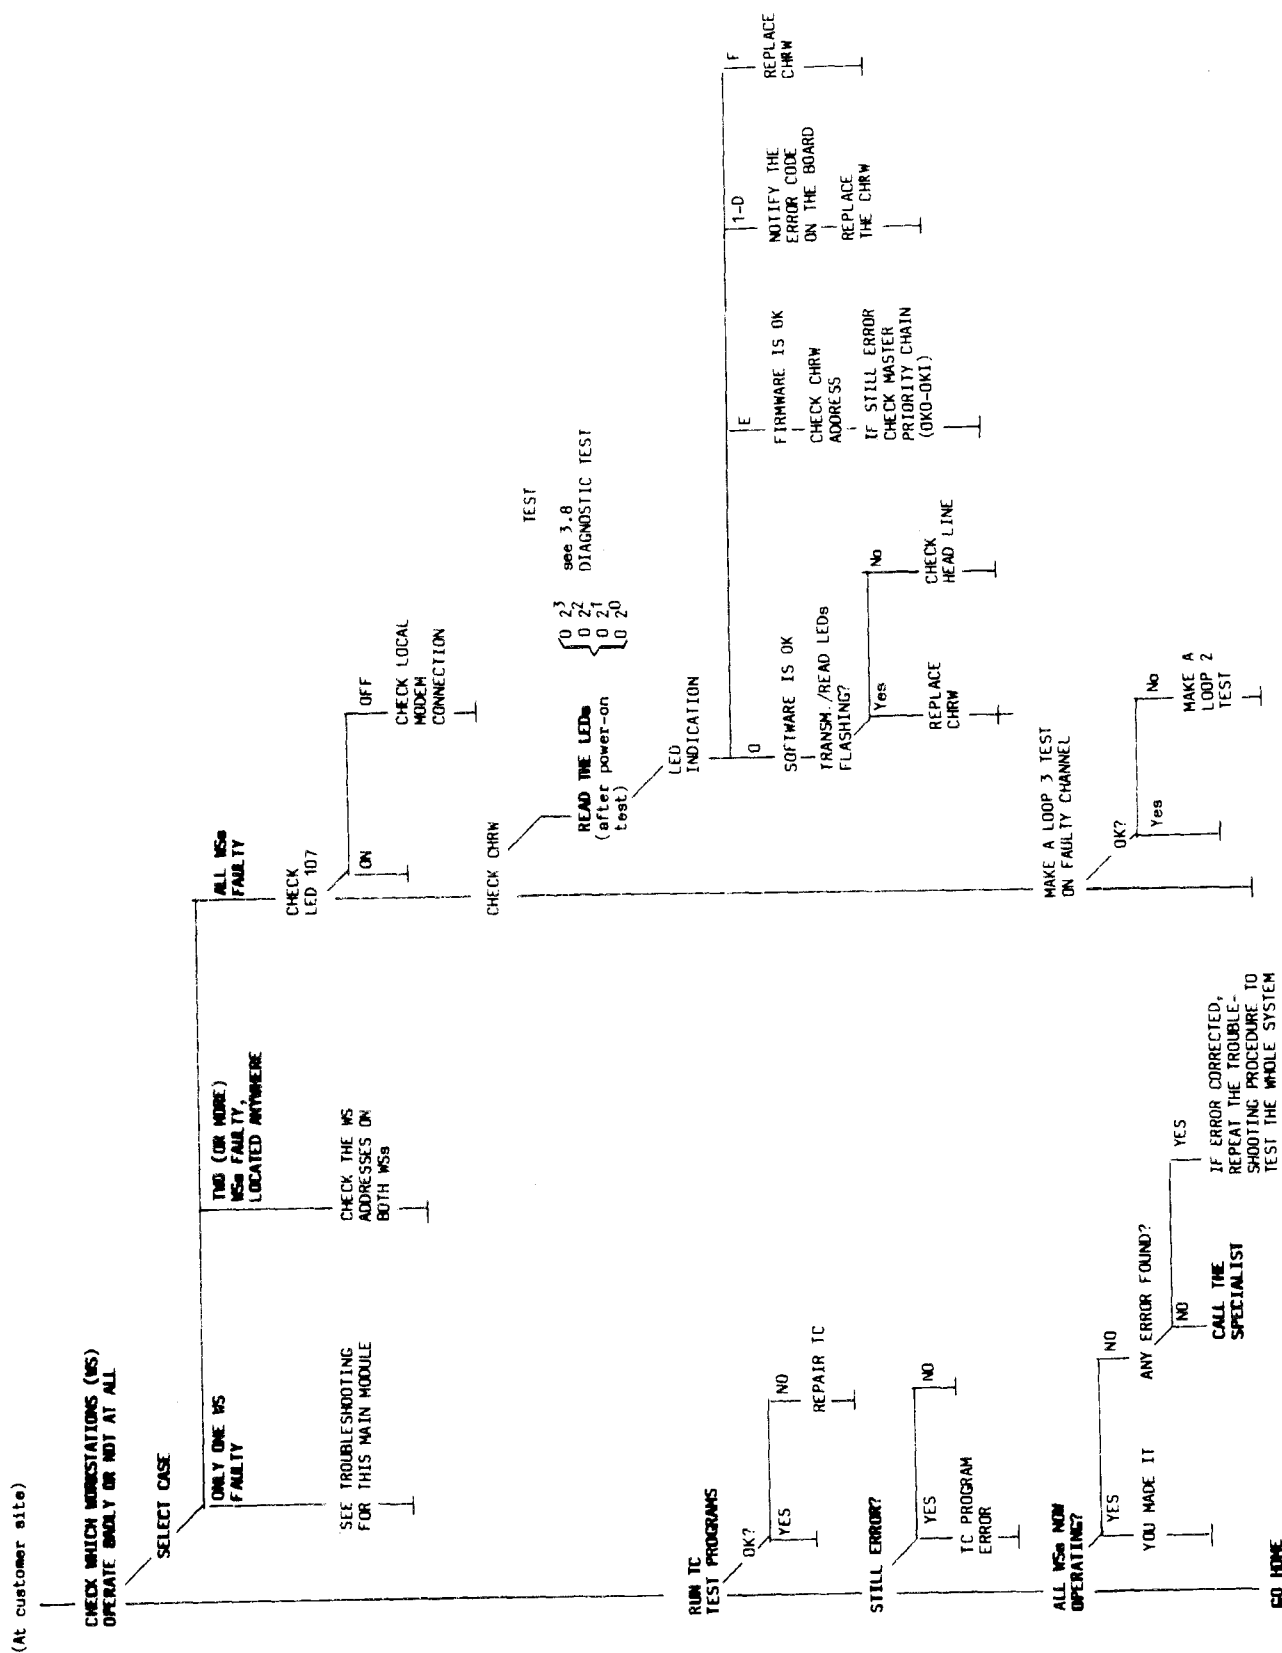 (At customer site)
CHECK WHICH WORKSTATIONS (WS)
OPERATE BADLY OR NOT AT ALL
SELECT CASE
ONLY ONE WS
FAULTY
SEE TROUBLESHOOTING
FOR THIS MAIN MODULE
TWO (OR MORE)
WSs FAULTY,
LOCATED ANYWHERE
CHECK THE WS
ADDRESSES ON
BOTH WSs
ALL WSs
FAULTY
CHECK
LED 107
ON
OFF
CHECK LOCAL
MODEM
CONNECTION
CHECK CHRW
READ THE LEDs
(after power-on
test)
0 2³
0 2²
0 2¹
0 2⁰
TEST
see 3.8
DIAGNOSTIC TEST
LED
INDICATION
0
SOFTWARE IS OK
TRANSM./READ LEDs
FLASHING?
Yes
REPLACE
CHRW
No
CHECK
HEAD LINE
E
FIRMWARE IS OK
CHECK CHRW
ADDRESS
IF STILL ERROR
CHECK MASTER
PRIORITY CHAIN
(OKO-OKI)
1-D
NOTIFY THE
ERROR CODE
ON THE BOARD
REPLACE
THE CHRW
F
REPLACE
CHRW
MAKE A LOOP 3 TEST
ON FAULTY CHANNEL
OK?
Yes
No
MAKE A
LOOP 2
TEST
RUN TC
TEST PROGRAMS
OK?
YES
NO
REPAIR TC
STILL ERROR?
YES
TC PROGRAM
ERROR
NO
ALL WSs NOW
OPERATING?
YES
YOU MADE IT
NO
ANY ERROR FOUND?
NO
CALL THE
SPECIALIST
YES
IF ERROR CORRECTED,
REPEAT THE TROUBLE-
SHOOTING PROCEDURE TO
TEST THE WHOLE SYSTEM
GO HOME